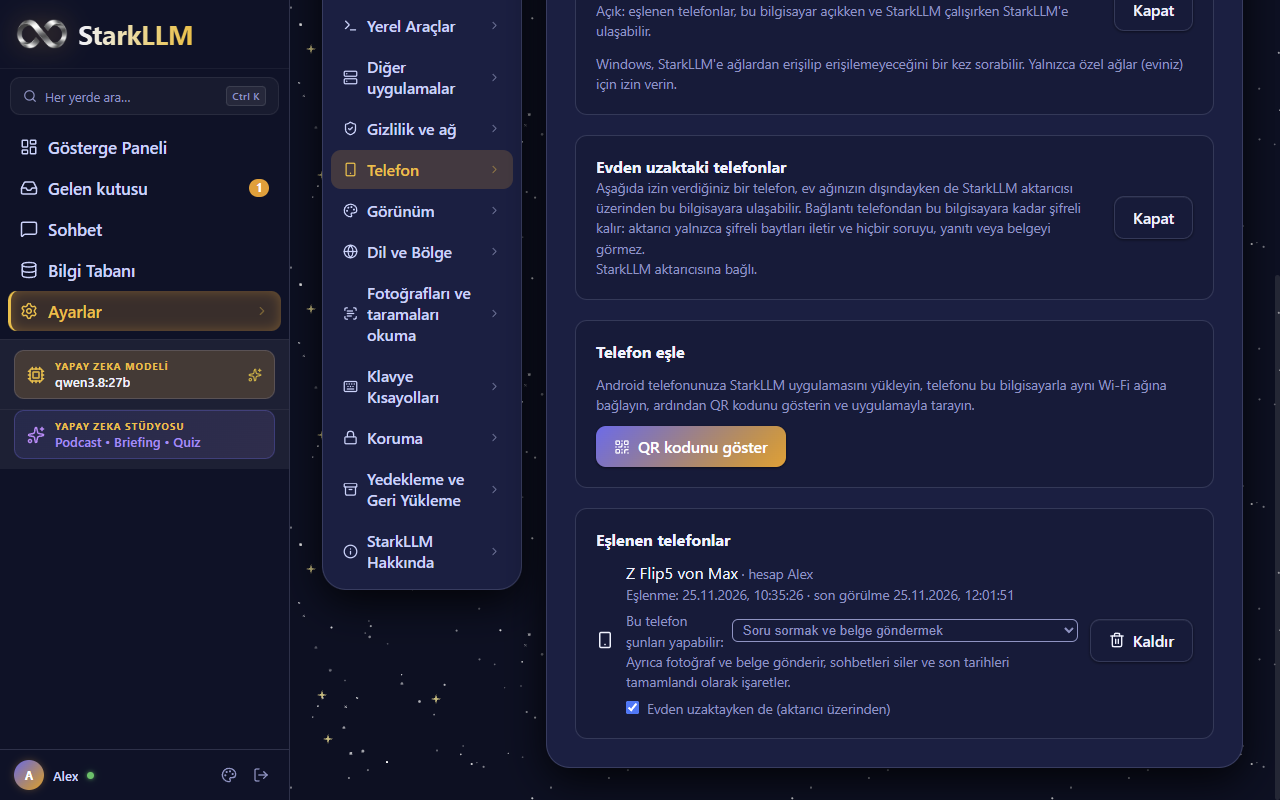 StarkLLM
Her yerde ara...
Ctrl K
Gösterge Paneli
Gelen kutusu
1
Sohbet
Bilgi Tabanı
Ayarlar
YAPAY ZEKA MODELİ
qwen3.8:27b
YAPAY ZEKA STÜDYOSU
Podcast • Briefing • Quiz
A
Alex
Yerel Araçlar
Diğer
uygulamalar
Gizlilik ve ağ
Telefon
Görünüm
Dil ve Bölge
Fotoğrafları ve
taramaları
okuma
Klavye
Kısayolları
Koruma
Yedekleme ve
Geri Yükleme
StarkLLM
Hakkında
Açık: eşlenen telefonlar, bu bilgisayar açıkken ve StarkLLM çalışırken StarkLLM'e
ulaşabilir.
Kapat
Windows, StarkLLM'e ağlardan erişilip erişilemeyeceğini bir kez sorabilir. Yalnızca özel ağlar (eviniz)
için izin verin.
Evden uzaktaki telefonlar
Aşağıda izin verdiğiniz bir telefon, ev ağınızın dışındayken de StarkLLM aktarıcısı
üzerinden bu bilgisayara ulaşabilir. Bağlantı telefondan bu bilgisayara kadar şifreli
kalır: aktarıcı yalnızca şifreli baytları iletir ve hiçbir soruyu, yanıtı veya belgeyi
görmez.
StarkLLM aktarıcısına bağlı.
Kapat
Telefon eşle
Android telefonunuza StarkLLM uygulamasını yükleyin, telefonu bu bilgisayarla aynı Wi-Fi ağına
bağlayın, ardından QR kodunu gösterin ve uygulamayla tarayın.
QR kodunu göster
Eşlenen telefonlar
Z Flip5 von Max · hesap Alex
Eşlenme: 25.11.2026, 10:35:26 · son görülme 25.11.2026, 12:01:51
Bu telefon
şunları yapabilir:
Soru sormak ve belge göndermek
Kaldır
Ayrıca fotoğraf ve belge gönderir, sohbetleri siler ve son tarihleri
tamamlandı olarak işaretler.
Evden uzaktayken de (aktarıcı üzerinden)